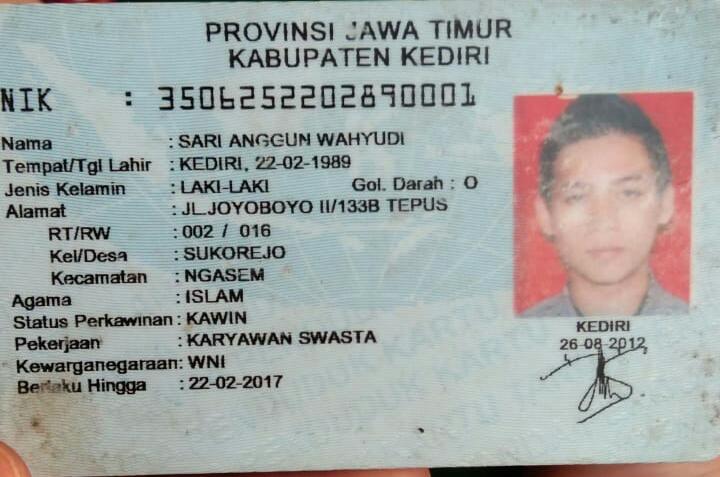 PROVINSI JAWA TIMUR
KABUPATEN KEDIRI
NIK : 3506252202890001
Nama : SARI ANGGUN WAHYUDI
Tempat/Tgl Lahir : KEDIRI, 22-02-1989
Jenis Kelamin : LAKI-LAKI Gol. Darah : O
Alamat : JL.JOYOBOYO II/133B TEPUS
RT/RW : 002 / 016
Kel/Desa : SUKOREJO
Kecamatan : NGASEM
Agama : ISLAM
Status Perkawinan : KAWIN
Pekerjaan : KARYAWAN SWASTA
Kewarganegaraan : WNI
Berlaku Hingga : 22-02-2017
KEDIRI
26-08-2012